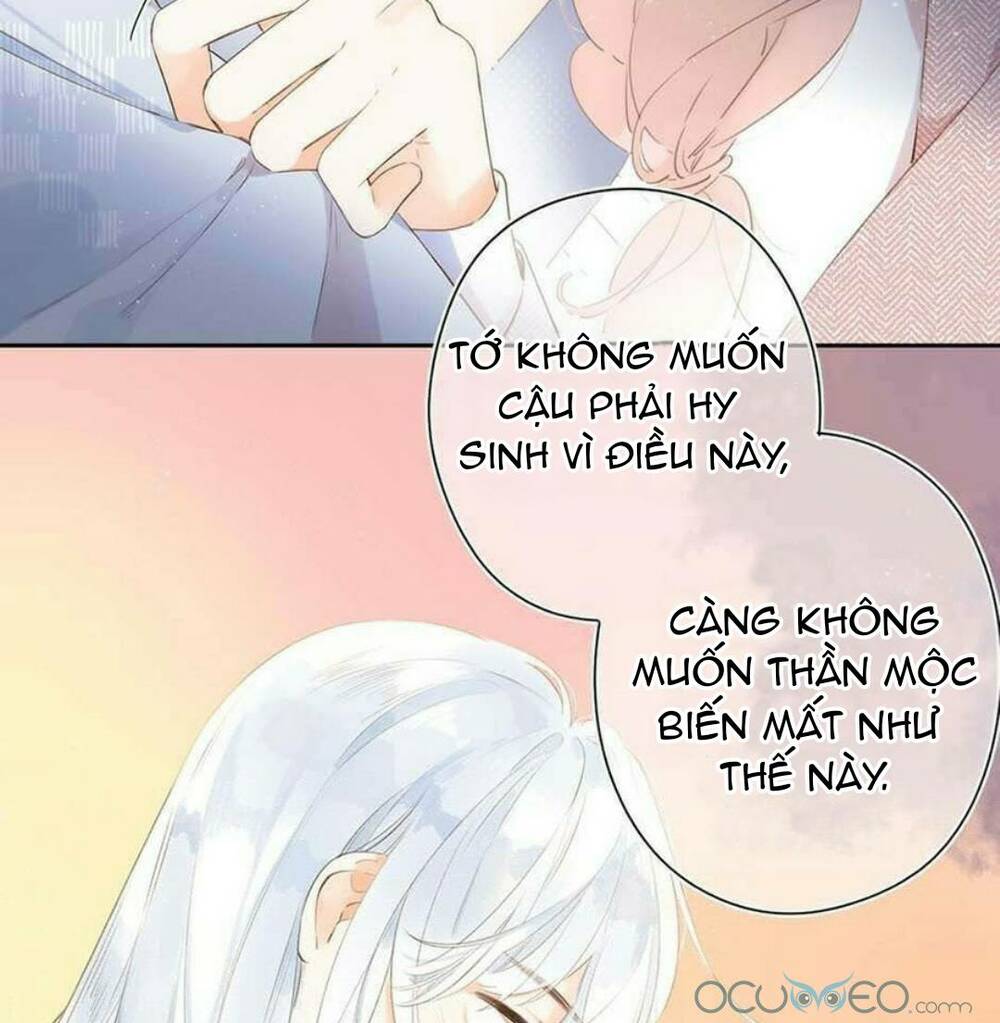 TỚ KHÔNG MUỐN
CẬU PHẢI HY
SINH VÌ ĐIỀU NÀY,
CÀNG KHÔNG
MUỐN THẦN MỘC
BIẾN MẤT NHƯ
THẾ NÀY.
OCUMEO.comm